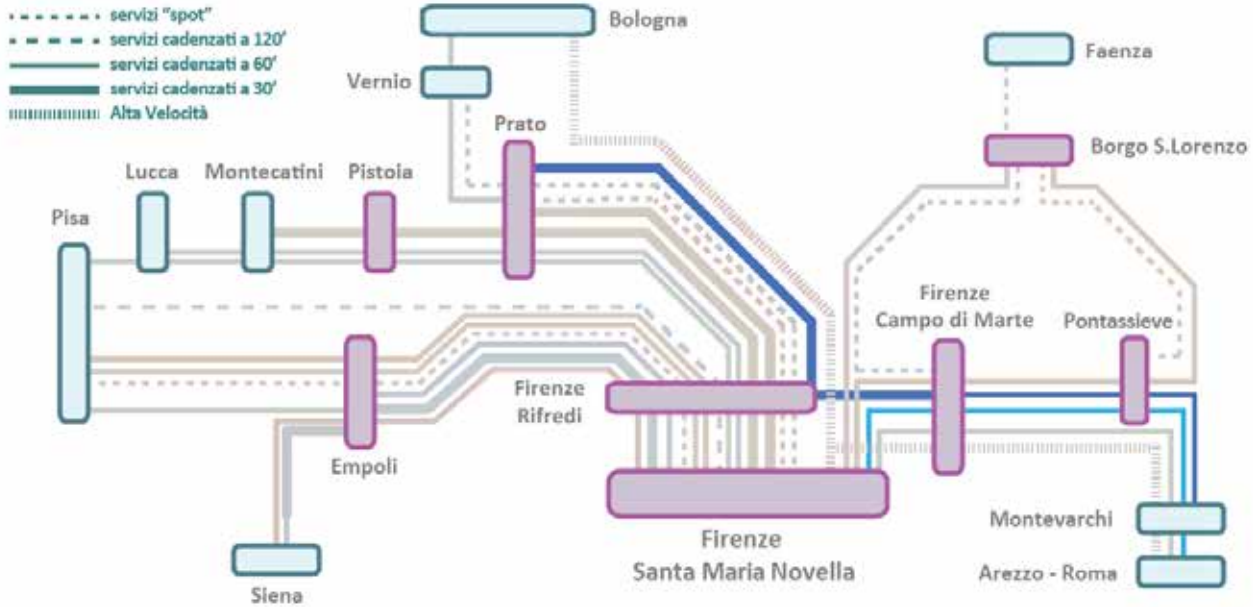 servizi "spot"
servizi cadenzati a 120'
servizi cadenzati a 60'
servizi cadenzati a 30'
Alta Velocità
Bologna
Vernio
Faenza
Prato
Borgo S.Lorenzo
Lucca
Montecatini
Pistoia
Pisa
Firenze
Campo di Marte
Pontassieve
Firenze
Rifredi
Empoli
Montevarchi
Firenze
Santa Maria Novella
Arezzo - Roma
Siena